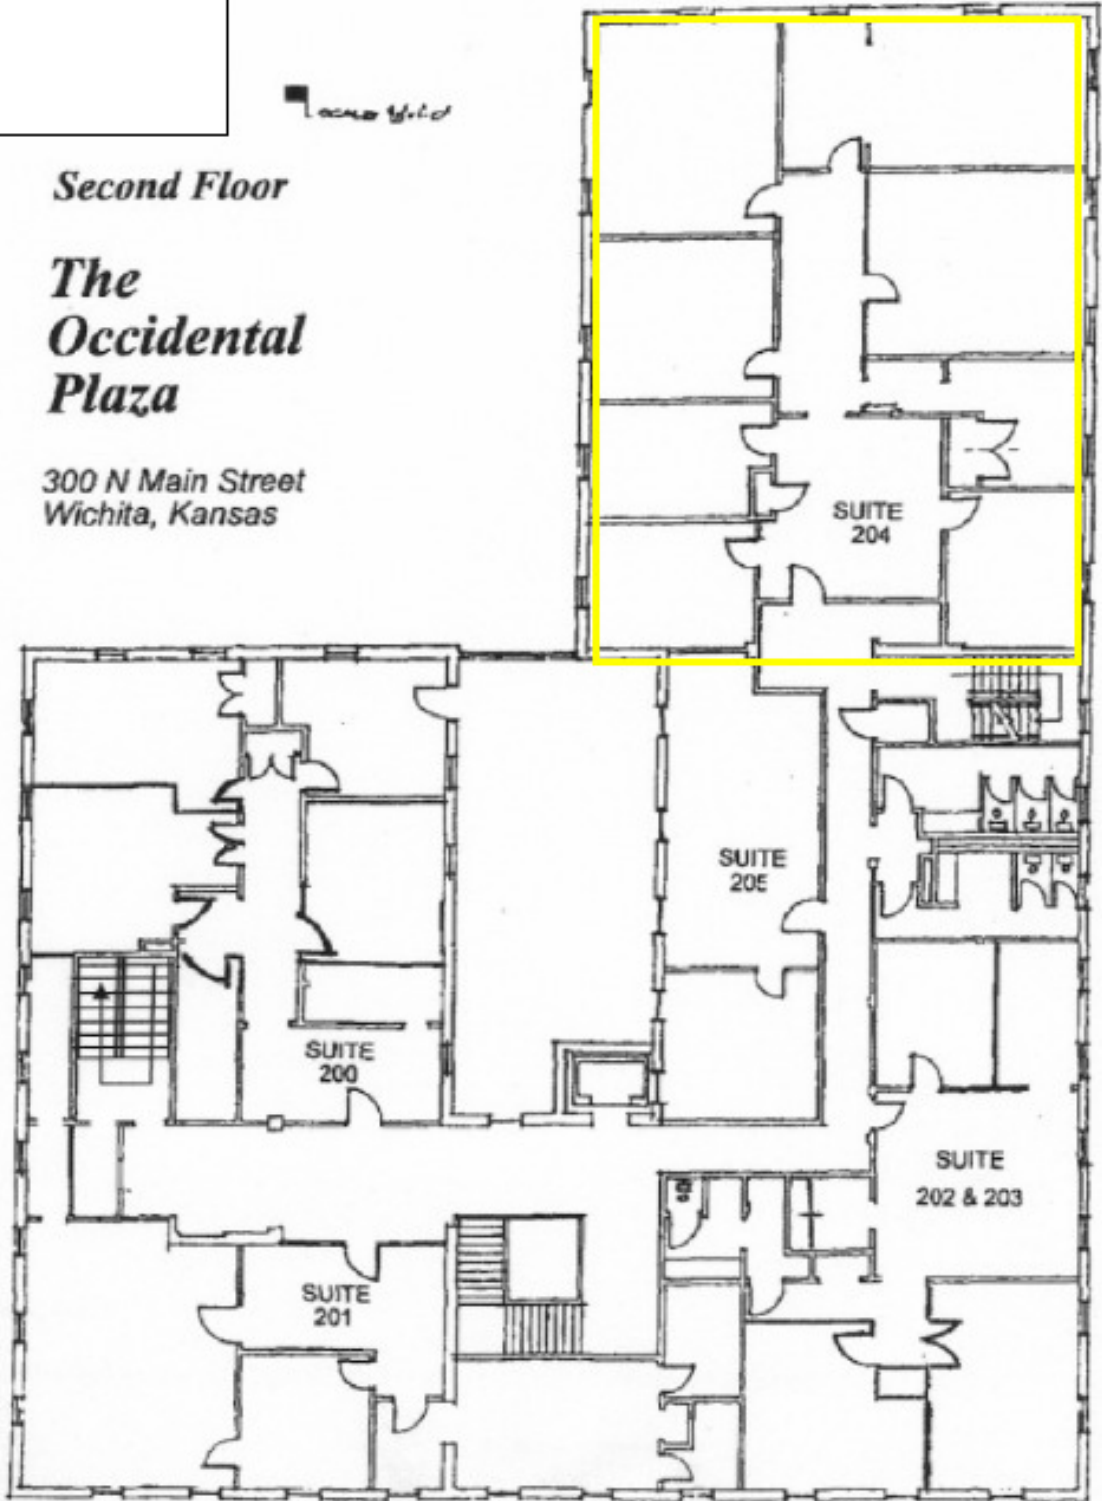 Second Floor
The
Occidental
Plaza
300 N Main Street
Wichita, Kansas
SUITE
204
SUITE
205
SUITE
200
SUITE
202 & 203
SUITE
201